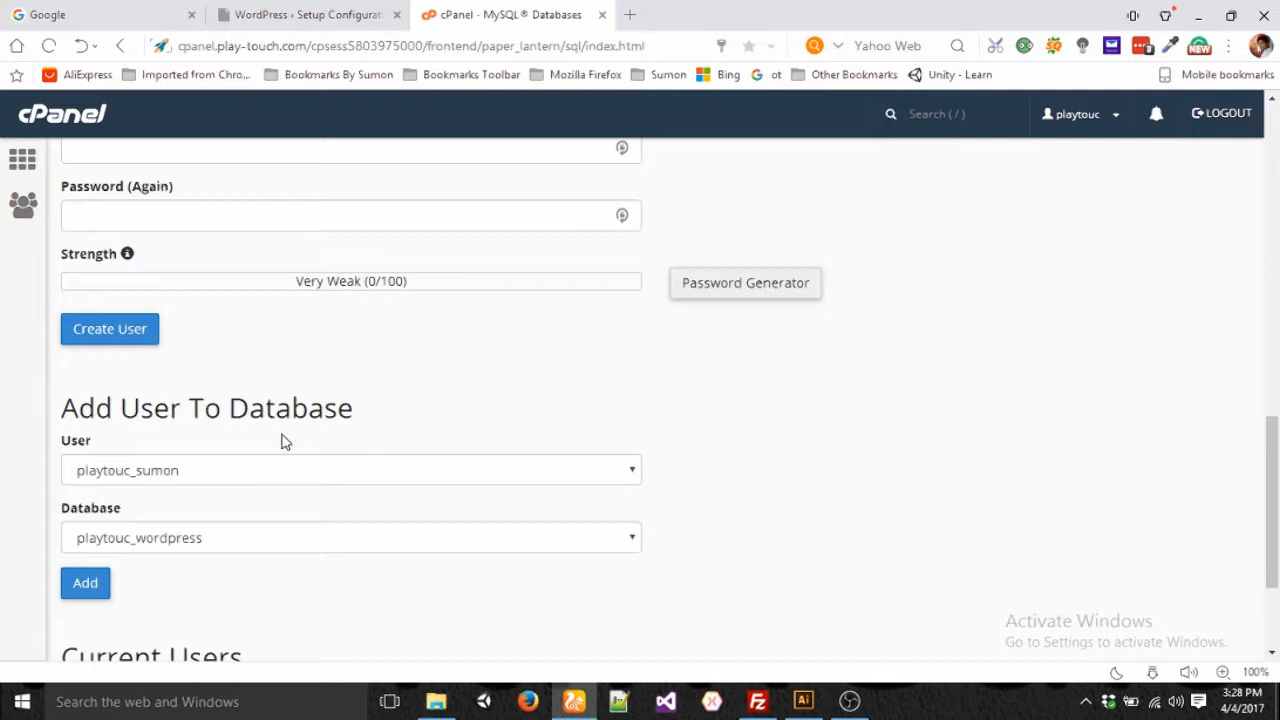 Google
WordPress › Setup Configurat
cPanel - MySQL® Databases
cpanel.play-touch.com/cpsess5803975000/frontend/paper_lantern/sql/index.html
Yahoo Web
NEW
AliExpress
Imported from Chro...
Bookmarks By Sumon
Bookmarks Toolbar
Mozilla Firefox
Sumon
Bing
ot
Other Bookmarks
Unity - Learn
Mobile bookmarks
cPanel
Search ( / )
playtouc
LOGOUT
Password (Again)
Strength
Very Weak (0/100)
Password Generator
Create User
Add User To Database
User
playtouc_sumon
Database
playtouc_wordpress
Add
Activate Windows
Go to Settings to activate Windows.
Current Users
100%
Search the web and Windows
3:28 PM
4/4/2017